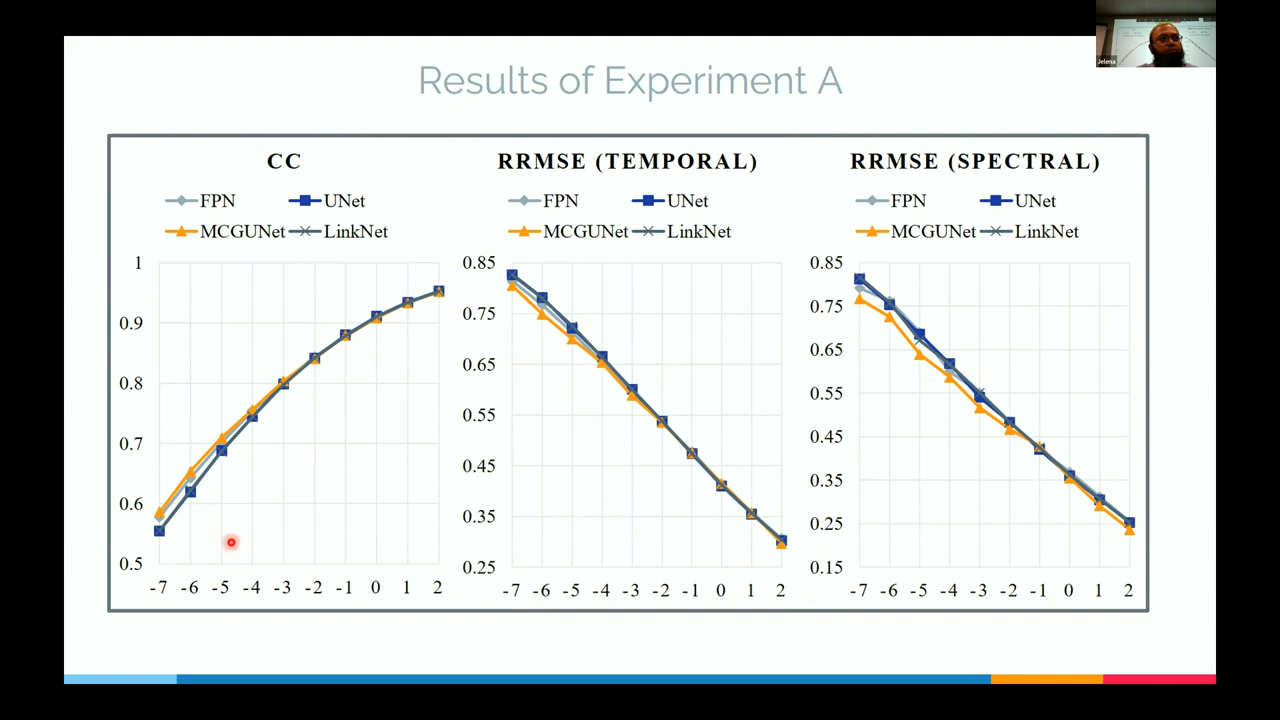 Jelena
Results of Experiment A
CC
FPN UNet
MCGUNet LinkNet
1
0.9
0.8
0.7
0.6
0.5
-7 -6 -5 -4 -3 -2 -1 0 1 2
RRMSE (TEMPORAL)
FPN UNet
MCGUNet LinkNet
0.85
0.75
0.65
0.55
0.45
0.35
0.25
-7 -6 -5 -4 -3 -2 -1 0 1 2
RRMSE (SPECTRAL)
FPN UNet
MCGUNet LinkNet
0.85
0.75
0.65
0.55
0.45
0.35
0.25
0.15
-7 -6 -5 -4 -3 -2 -1 0 1 2